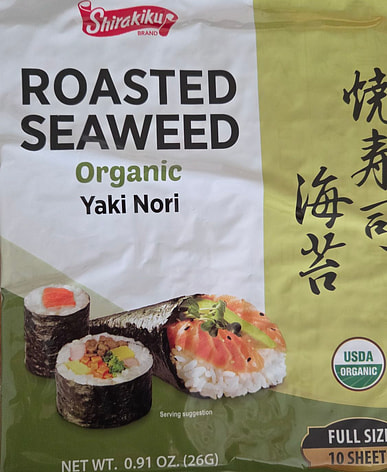 Shirakiku
BRAND
ROASTED
SEAWEED
Organic
Yaki Nori
焼寿司
海苔
USDA
ORGANIC
Serving suggestion
FULL SIZ
10 SHEET
NET WT. 0.91 OZ. (26G)